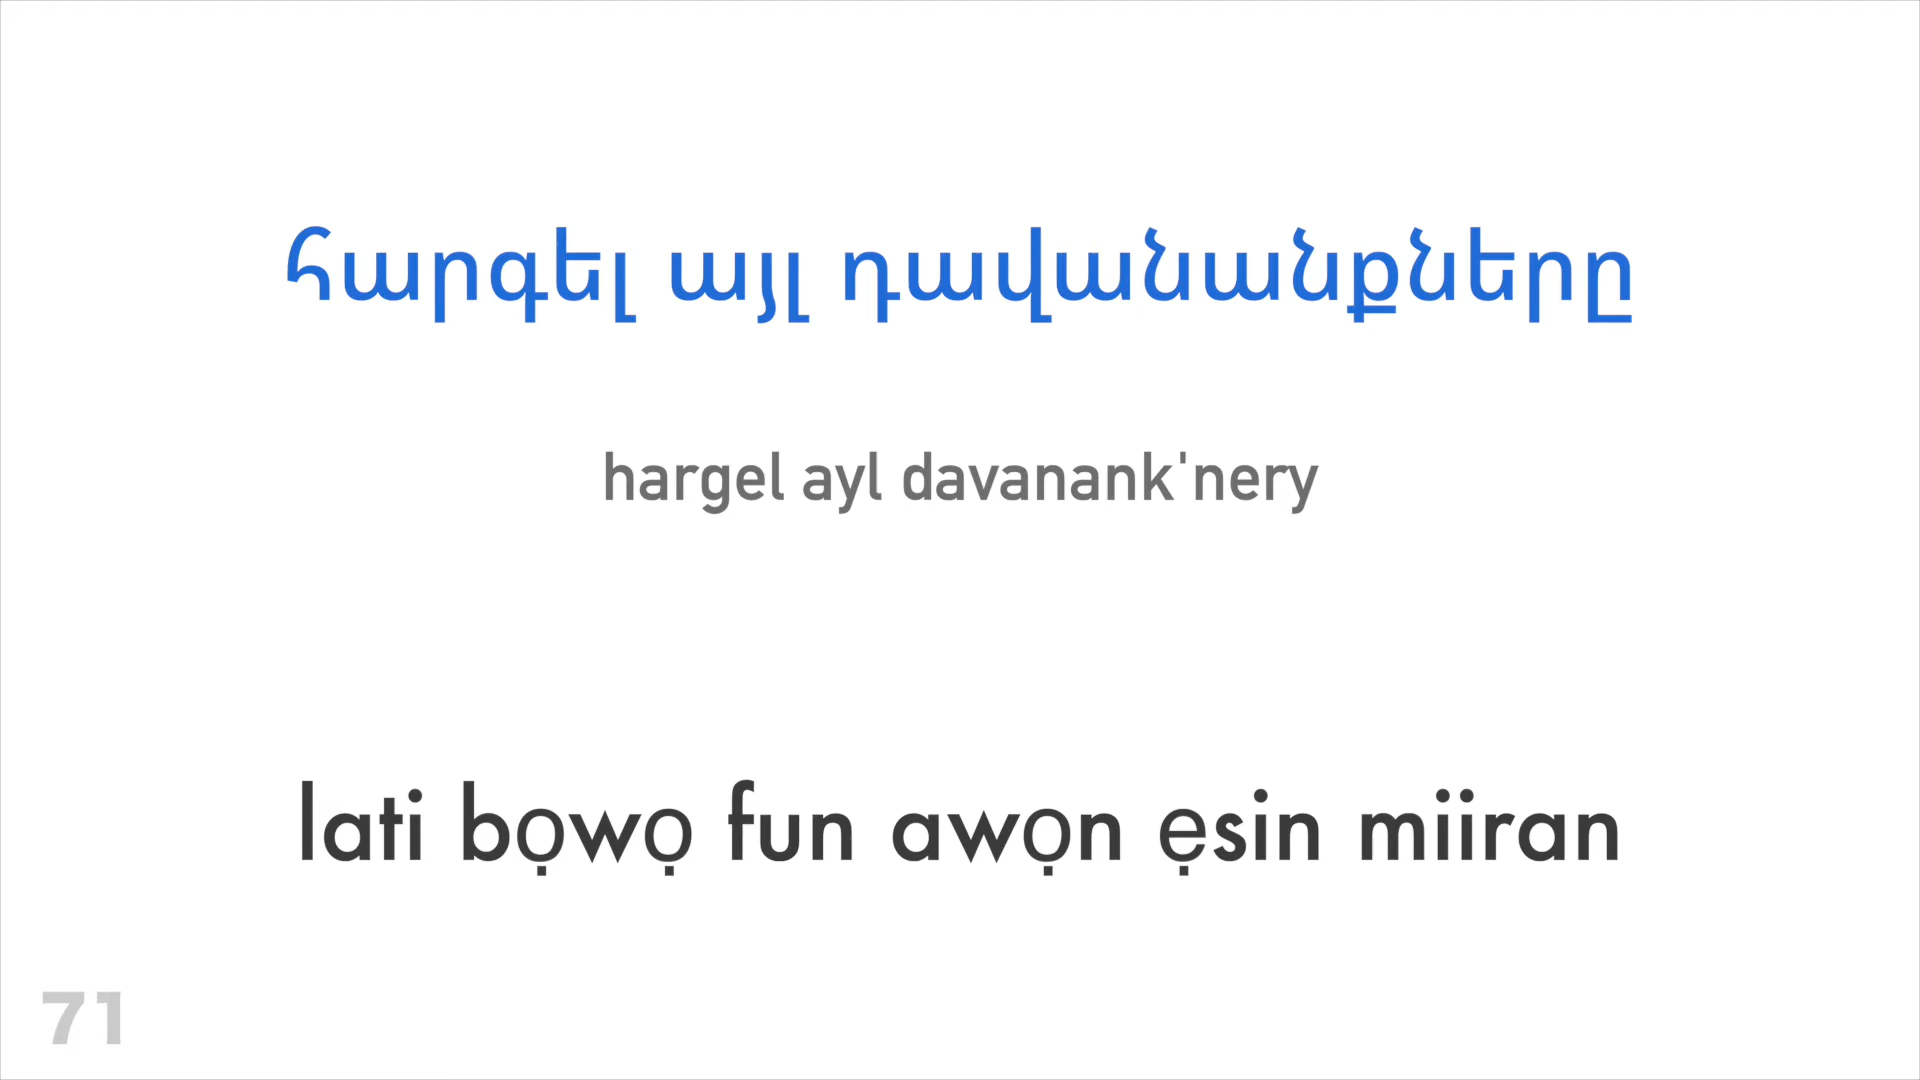 հարգել այլ դավանանքները
hargel ayl davanank'nery
lati bọwọ fun awọn ẹsin miiran
71